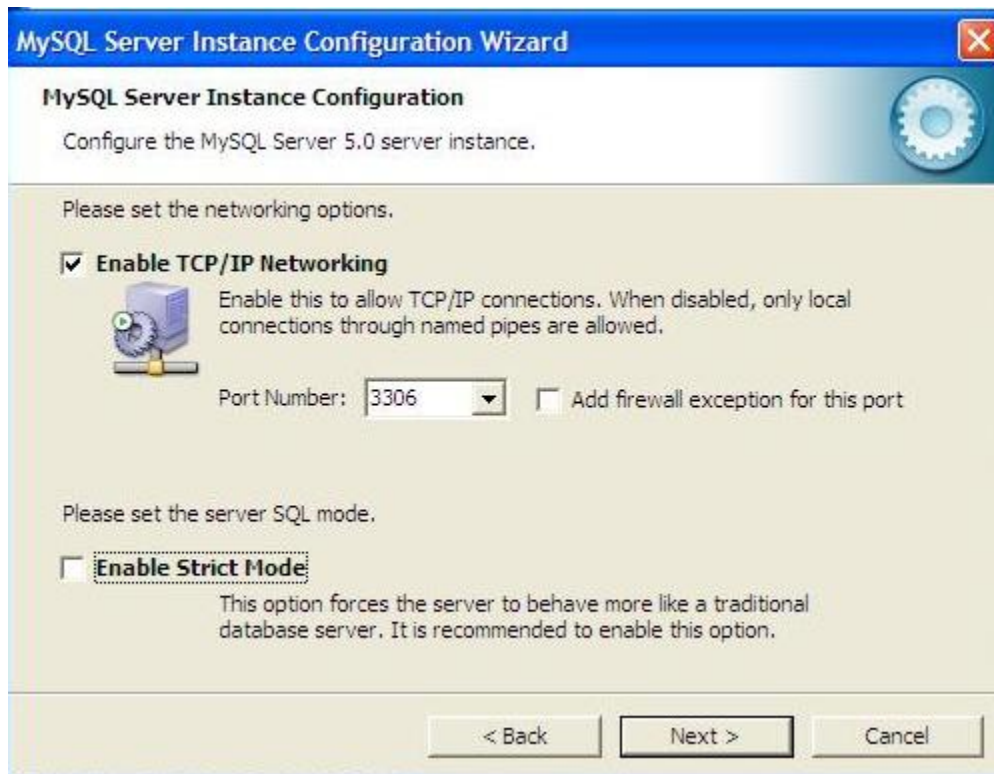 MySQL Server Instance Configuration Wizard
MySQL Server Instance Configuration
Configure the MySQL Server 5.0 server instance.
Please set the networking options.
Enable TCP/IP Networking
Enable this to allow TCP/IP connections. When disabled, only local
connections through named pipes are allowed.
Port Number: 3306 Add firewall exception for this port
Please set the server SQL mode.
Enable Strict Mode
This option forces the server to behave more like a traditional
database server. It is recommended to enable this option.
< Back Next > Cancel